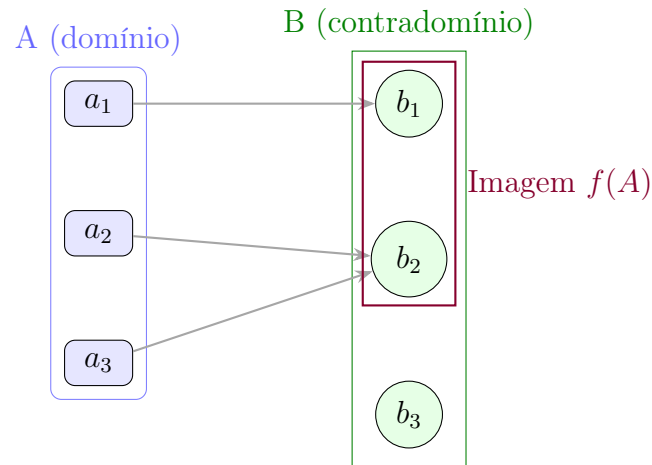 A (domínio)
B (contradomínio)
a₁
b₁
Imagem f(A)
a₂
b₂
a₃
b₃